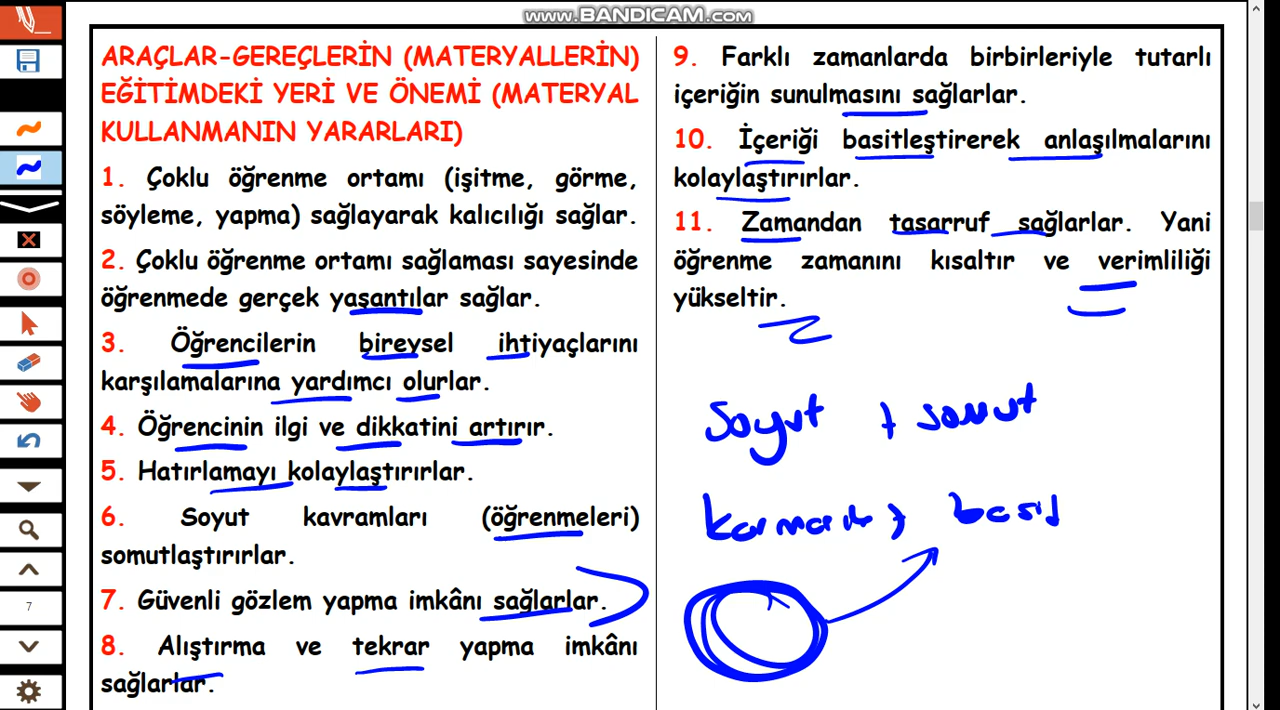 www.BANDICAM.com
ARAÇLAR-GEREÇLERİN (MATERYALLERİN)
EĞİTİMDEKİ YERİ VE ÖNEMİ (MATERYAL
KULLANMANIN YARARLARI)
1. Çoklu öğrenme ortamı (işitme, görme,
söyleme, yapma) sağlayarak kalıcılığı sağlar.
2. Çoklu öğrenme ortamı sağlaması sayesinde
öğrenmede gerçek yaşantılar sağlar.
3. Öğrencilerin bireysel ihtiyaçlarını
karşılamalarına yardımcı olurlar.
4. Öğrencinin ilgi ve dikkatini artırır.
5. Hatırlamayı kolaylaştırırlar.
6. Soyut kavramları (öğrenmeleri)
somutlaştırırlar.
7. Güvenli gözlem yapma imkânı sağlarlar.
8. Alıştırma ve tekrar yapma imkânı
sağlarlar.
9. Farklı zamanlarda birbirleriyle tutarlı
içeriğin sunulmasını sağlarlar.
10. İçeriği basitleştirerek anlaşılmalarını
kolaylaştırırlar.
11. Zamandan tasarruf sağlarlar. Yani
öğrenme zamanını kısaltır ve verimliliği
yükseltir.
soyut somut
karmaşık basit
7